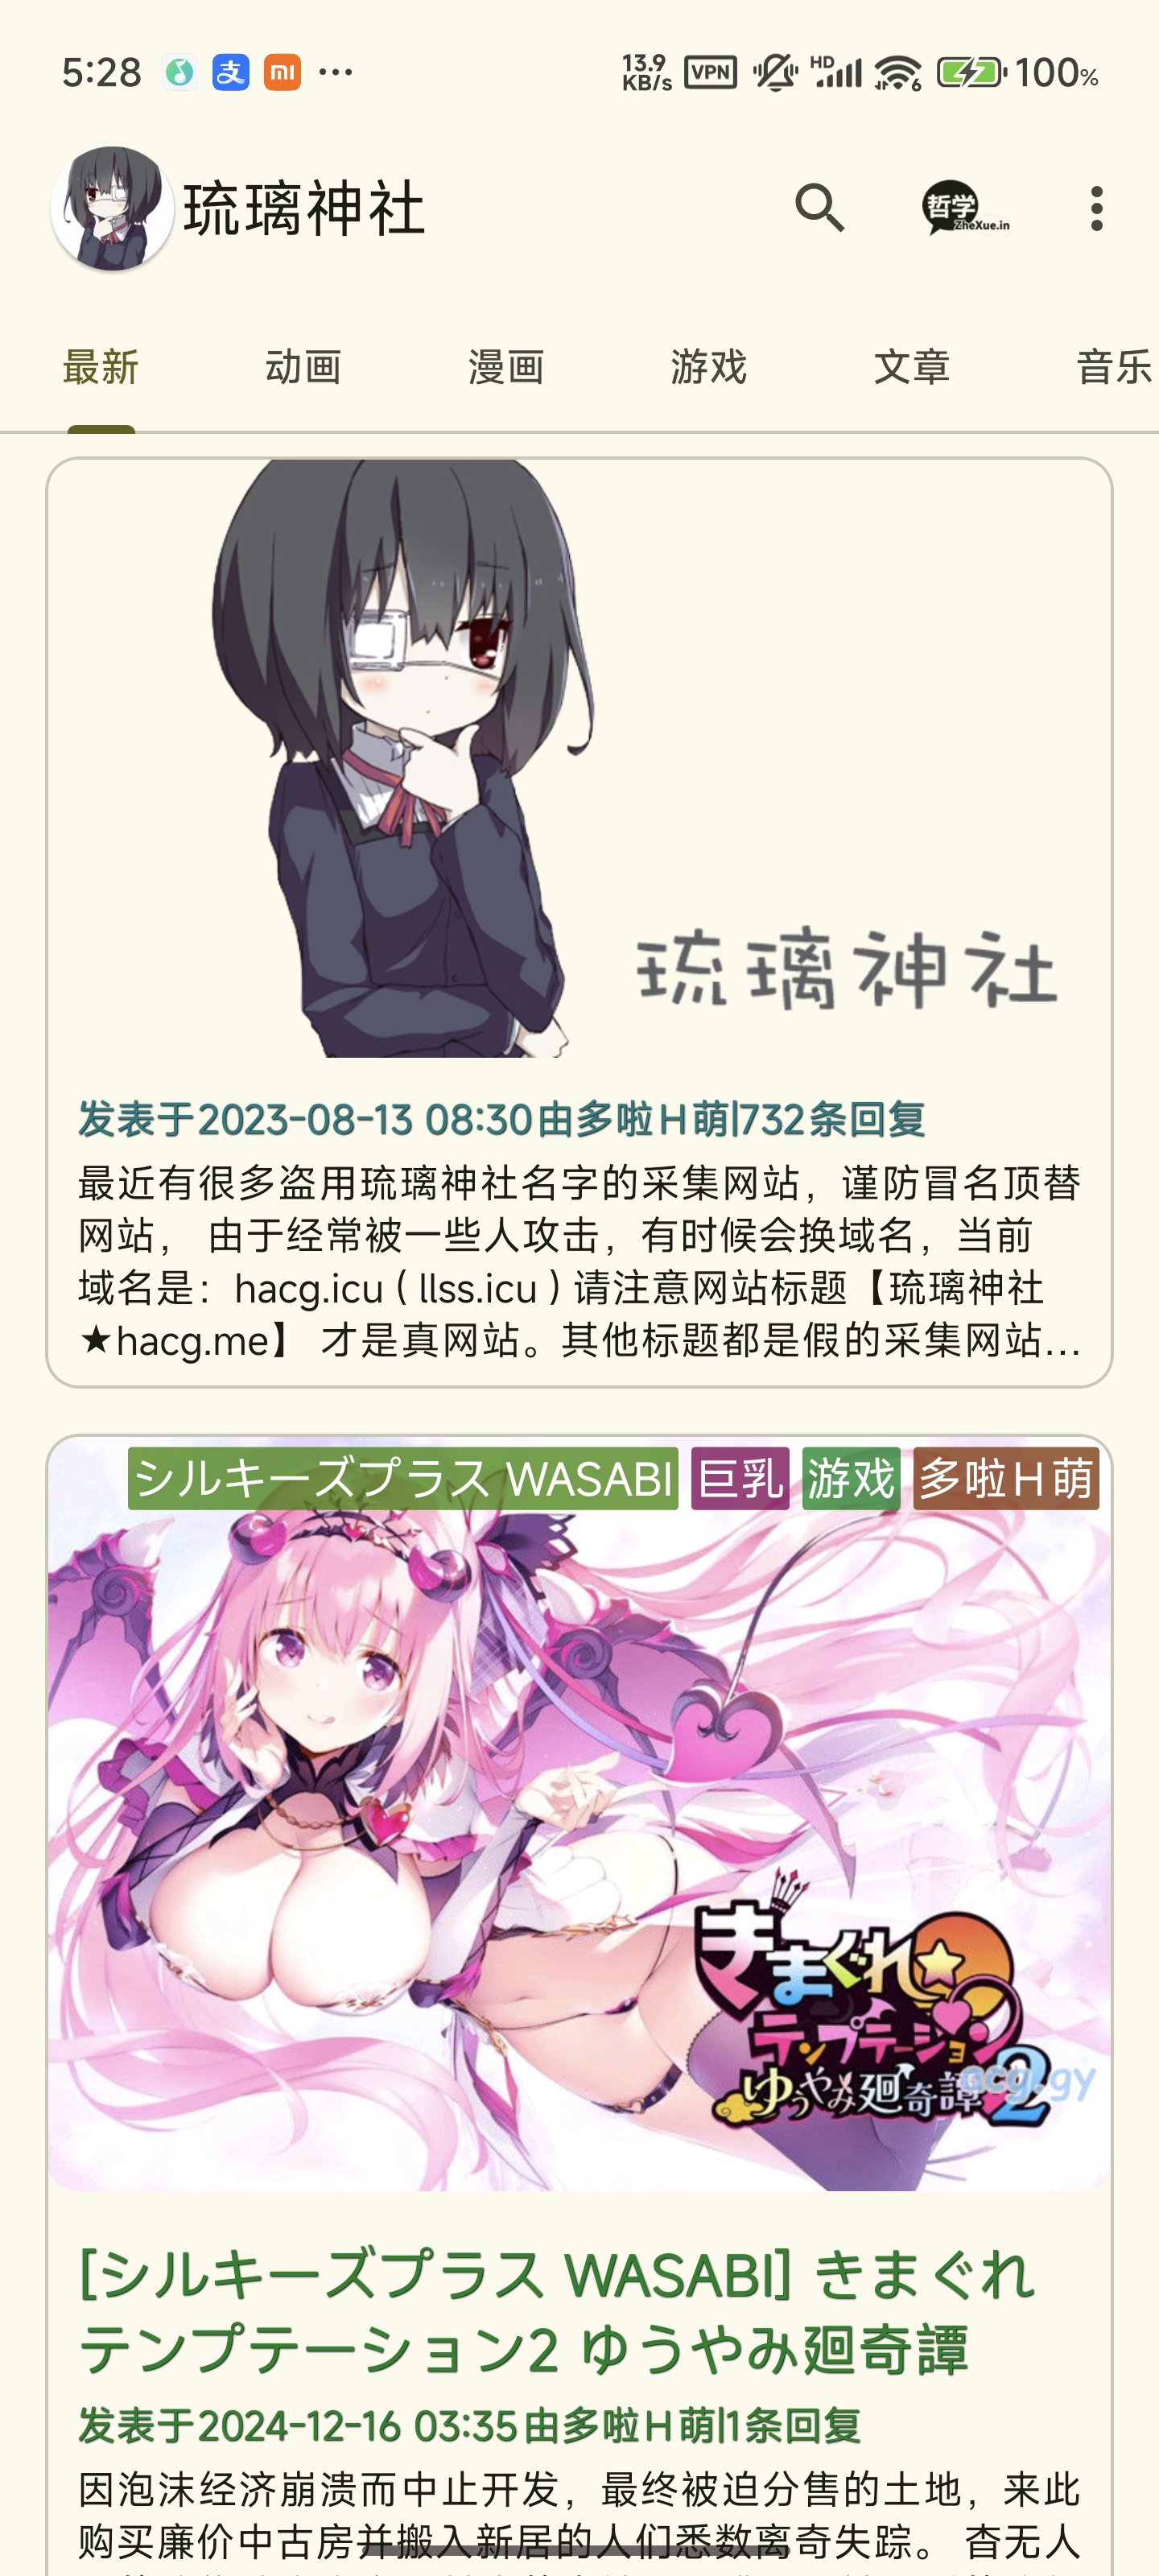 5:28
支
13.9
KB/s
VPN
HD
6
100%
琉璃神社
哲学
ZheXue.in
最新 动画 漫画 游戏 文章 音乐
琉璃神社
发表于2023-08-13 08:30由多啦H萌|732条回复
最近有很多盗用琉璃神社名字的采集网站，谨防冒名顶替
网站， 由于经常被一些人攻击，有时候会换域名，当前
域名是：hacg.icu ( llss.icu ) 请注意网站标题【琉璃神社
★hacg.me】 才是真网站。其他标题都是假的采集网站…
シルキーズプラス WASABI 巨乳 游戏 多啦H萌
きまぐれ
テンプテーション2
ゆうやみ廻奇譚
[シルキーズプラス WASABI] きまぐれ
テンプテーション2 ゆうやみ廻奇譚
发表于2024-12-16 03:35由多啦H萌|1条回复
因泡沫经济崩溃而中止开发，最终被迫分售的土地，来此
购买廉价中古房并搬入新居的人们悉数离奇失踪。 杳无人